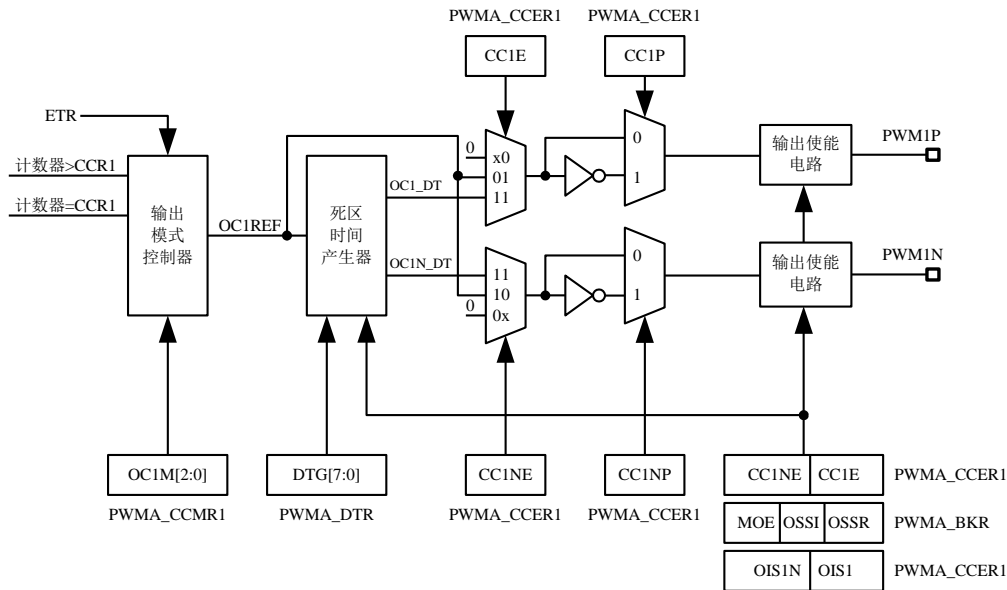 PWMA_CCER1 PWMA_CCER1
CC1E CC1P
ETR
计数器>CCR1
计数器=CCR1
输出
模式
控制器
OC1REF
死区
时间
产生器
OC1_DT
OC1N_DT
0
x0
01
11
11
10
0x
0
0
1
0
1
输出使能
电路
PWM1P
输出使能
电路
PWM1N
OC1M[2:0] DTG[7:0] CC1NE CC1NP
PWMA_CCMR1 PWMA_DTR PWMA_CCER1 PWMA_CCER1
CC1NE CC1E PWMA_CCER1
MOE OSSI OSSR PWMA_BKR
OIS1N OIS1 PWMA_CCER1